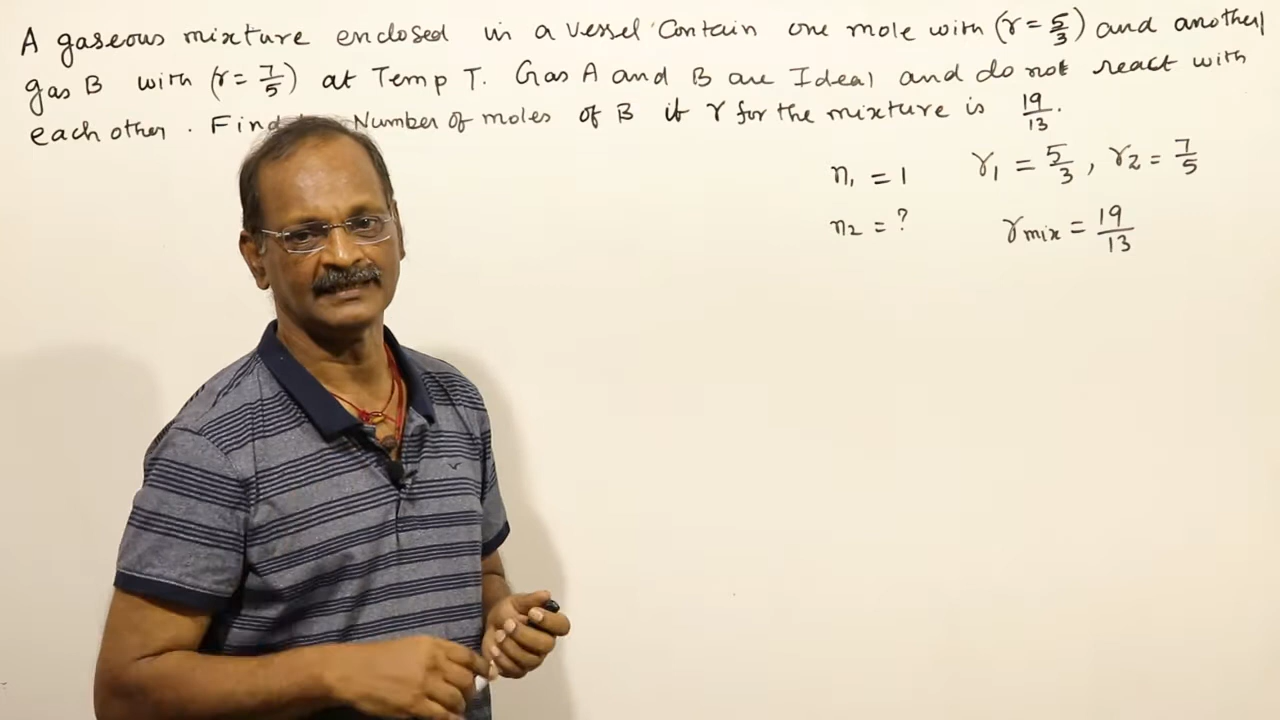 A gaseous mixture enclosed in a vessel contain one mole with (γ = 5/3) and another
gas B with (γ = 7/5) at Temp T. Gas A and B are Ideal and do not react with
each other. Find Number of moles of B if γ for the mixture is 19/13.
n₁ = 1 γ₁ = 5/3, γ₂ = 7/5
n₂ = ? γmix = 19/13